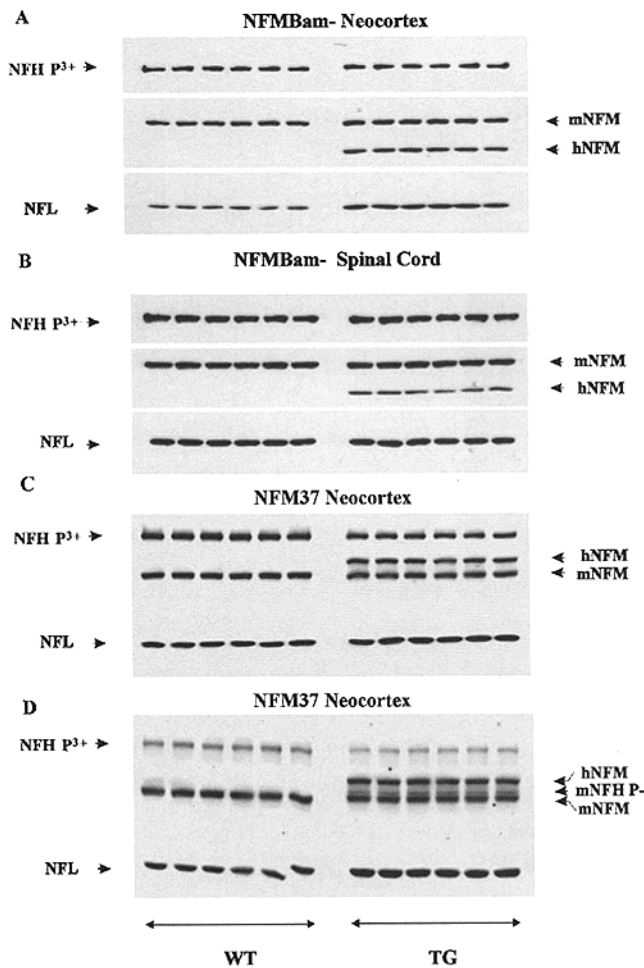 A
NFMBam- Neocortex
NFH P3+
mNFM
hNFM
NFL
B
NFMBam- Spinal Cord
NFH P3+
mNFM
hNFM
NFL
C
NFM37 Neocortex
NFH P3+
hNFM
mNFM
NFL
D
NFM37 Neocortex
NFH P3+
hNFM
mNFH P-
mNFM
NFL
WT
TG